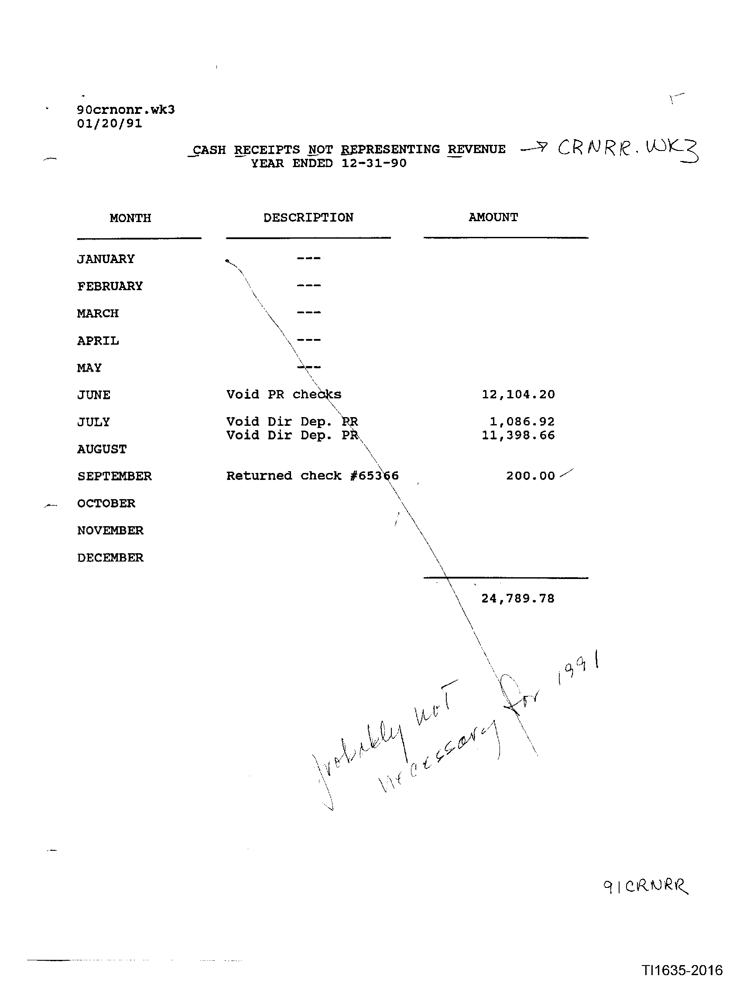 90crnonr.wk3
01/20/91
CASH RECEIPTS NOT REPRESENTING REVENUE → CRNRR.WK3
YEAR ENDED 12-31-90
MONTH DESCRIPTION AMOUNT
JANUARY ---
FEBRUARY ---
MARCH ---
APRIL ---
MAY ---
JUNE Void PR checks 12,104.20
JULY Void Dir Dep. PR 1,086.92
Void Dir Dep. PR 11,398.66
AUGUST
SEPTEMBER Returned check #65366 200.00
OCTOBER
NOVEMBER
DECEMBER
24,789.78
probably not
necessary for 1991
91CRNRR
TI1635-2016